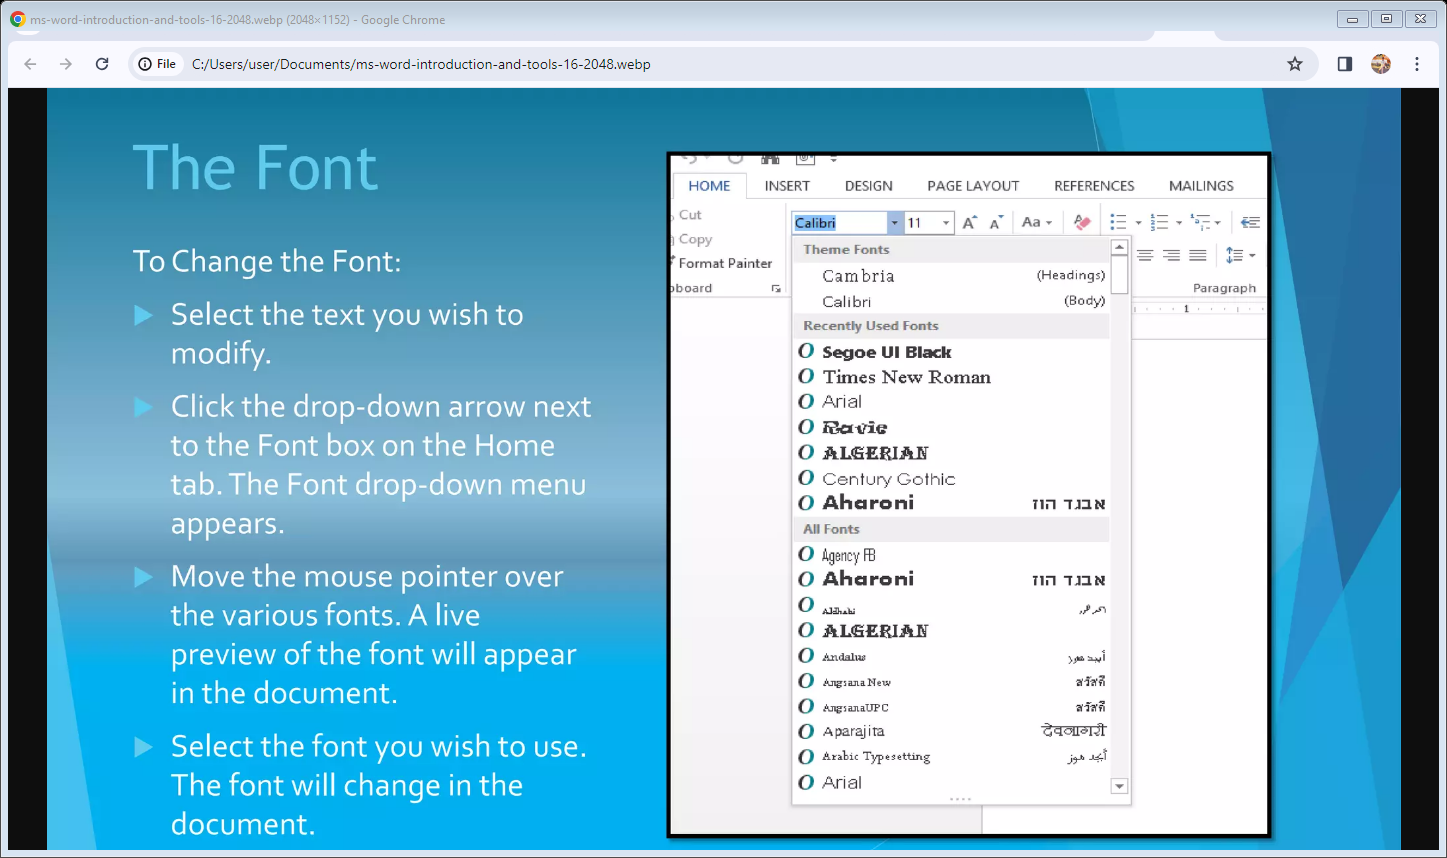 ms-word-introduction-and-tools-16-2048.webp (2048×1152) - Google Chrome
File C:/Users/user/Documents/ms-word-introduction-and-tools-16-2048.webp
The Font
To Change the Font:
Select the text you wish to
modify.
Click the drop-down arrow next
to the Font box on the Home
tab. The Font drop-down menu
appears.
Move the mouse pointer over
the various fonts. A live
preview of the font will appear
in the document.
Select the font you wish to use.
The font will change in the
document.
HOME INSERT DESIGN PAGE LAYOUT REFERENCES MAILINGS
Cut
Copy
Format Painter
pboard
Calibri 11 Aa
Paragraph
1
Theme Fonts
Cambria (Headings)
Calibri (Body)
Recently Used Fonts
Segoe UI Black
Times New Roman
Arial
Ravie
ALGERIAN
Century Gothic
Aharoni אבגד הוז
All Fonts
Agency FB
Aharoni אבגד הוז
Aldhabi
ALGERIAN
Andalus أبجد هوز
Angsana New สวัสดี
AngsanaUPC สวัสดี
Aparajita देवनागरी
Arabic Typesetting أبجد هوز
Arial